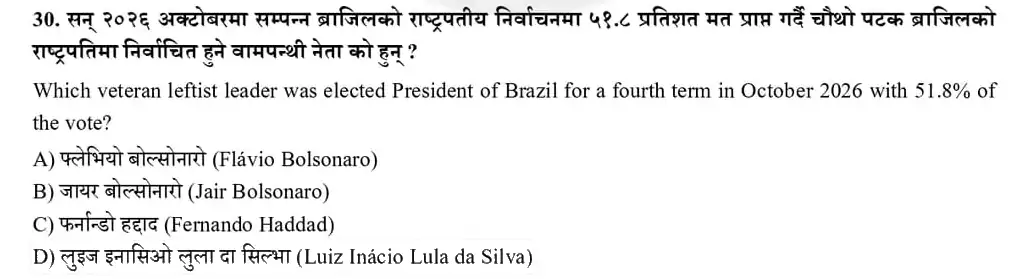 30. सन् २०२६ अक्टोबरमा सम्पन्न ब्राजिलको राष्ट्रपतीय निर्वाचनमा ५१.८ प्रतिशत मत प्राप्त गर्दै चौथो पटक ब्राजिलको
राष्ट्रपतिमा निर्वाचित हुने वामपन्थी नेता को हुन् ?
Which veteran leftist leader was elected President of Brazil for a fourth term in October 2026 with 51.8% of
the vote?
A) फ्लेभियो बोल्सोनारो (Flávio Bolsonaro)
B) जायर बोल्सोनारो (Jair Bolsonaro)
C) फर्नान्डो हद्दाद (Fernando Haddad)
D) लुइज इनासिओ लुला दा सिल्भा (Luiz Inácio Lula da Silva)